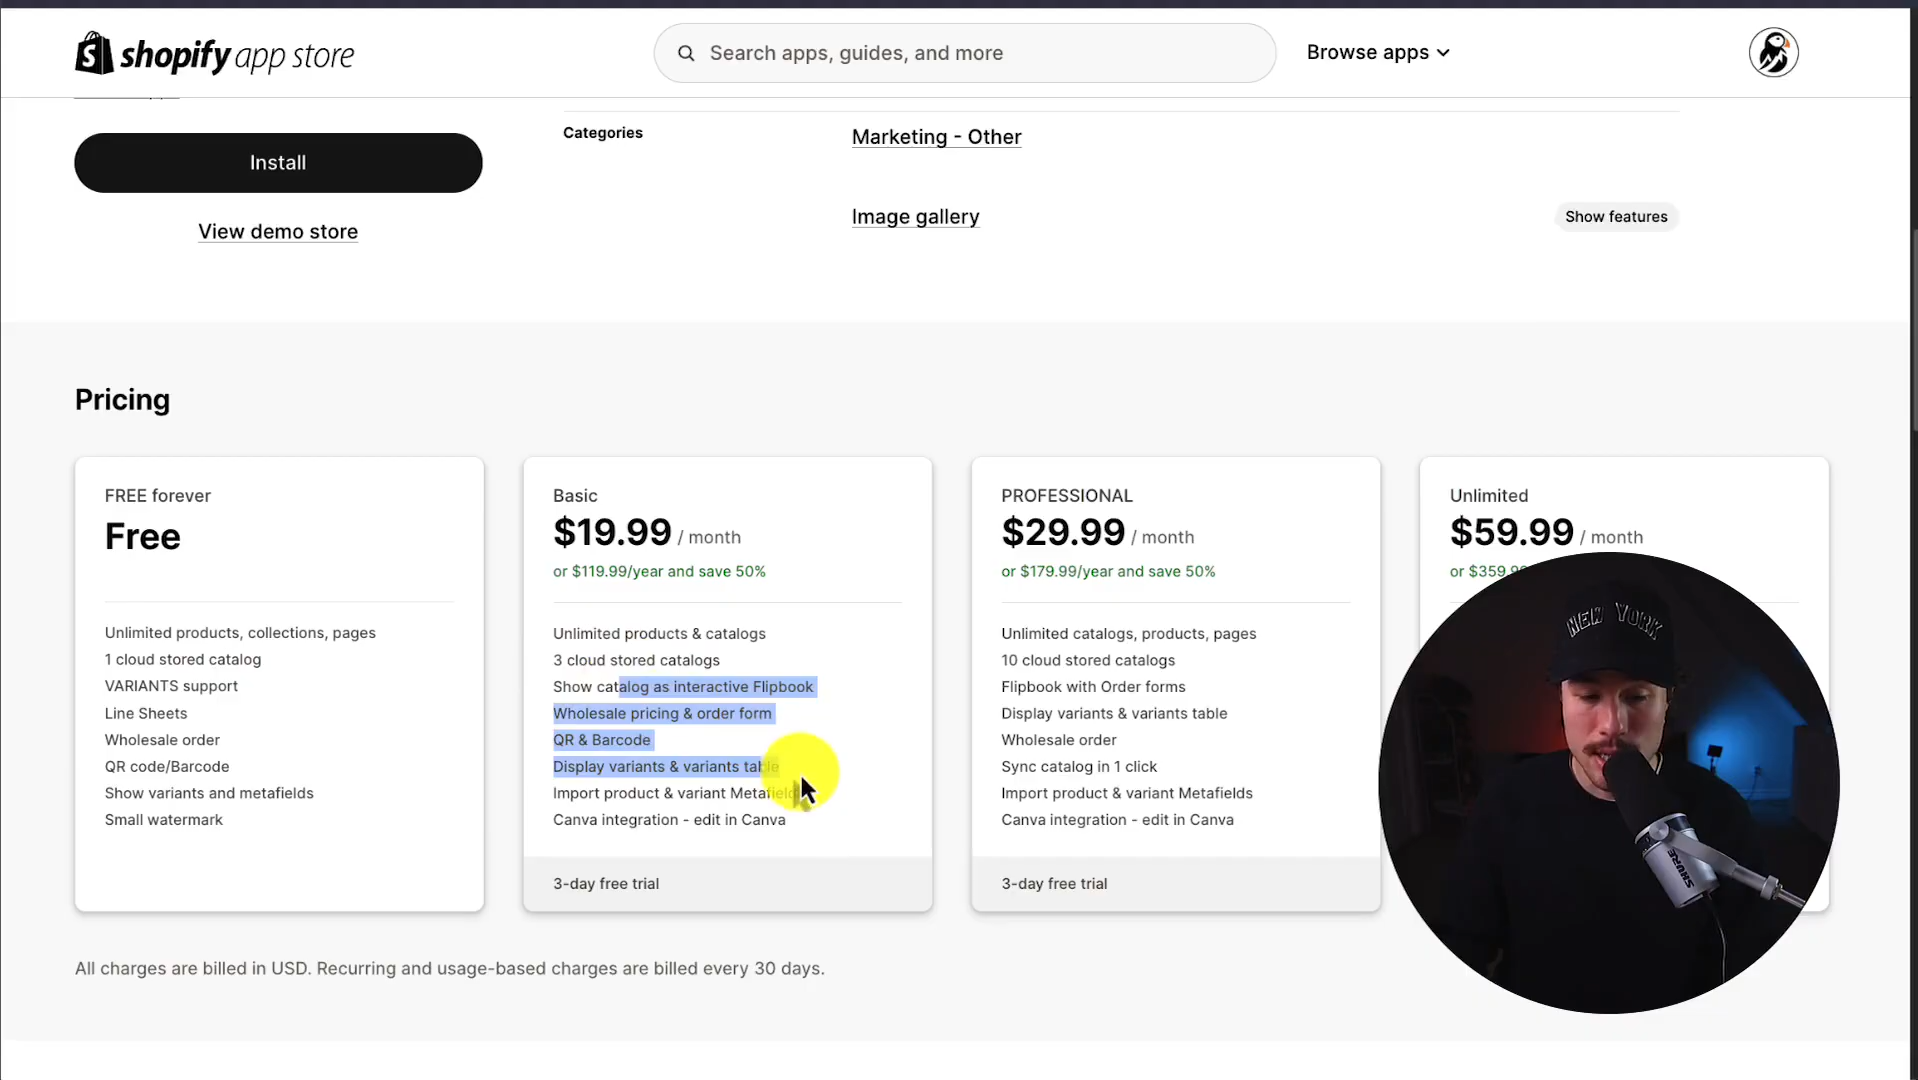 shopify app store
Search apps, guides, and more
Browse apps
Install
View demo store
Categories
Marketing - Other
Image gallery
Show features
Pricing
FREE forever
Free
Unlimited products, collections, pages
1 cloud stored catalog
VARIANTS support
Line Sheets
Wholesale order
QR code/Barcode
Show variants and metafields
Small watermark
Basic
$19.99 / month
or $119.99/year and save 50%
Unlimited products & catalogs
3 cloud stored catalogs
Show catalog as interactive Flipbook
Wholesale pricing & order form
QR & Barcode
Display variants & variants table
Import product & variant Metafields
Canva integration - edit in Canva
3-day free trial
PROFESSIONAL
$29.99 / month
or $179.99/year and save 50%
Unlimited catalogs, products, pages
10 cloud stored catalogs
Flipbook with Order forms
Display variants & variants table
Wholesale order
Sync catalog in 1 click
Import product & variant Metafields
Canva integration - edit in Canva
3-day free trial
Unlimited
$59.99 / month
or
NEW YORK
SHURE
All charges are billed in USD. Recurring and usage-based charges are billed every 30 days.